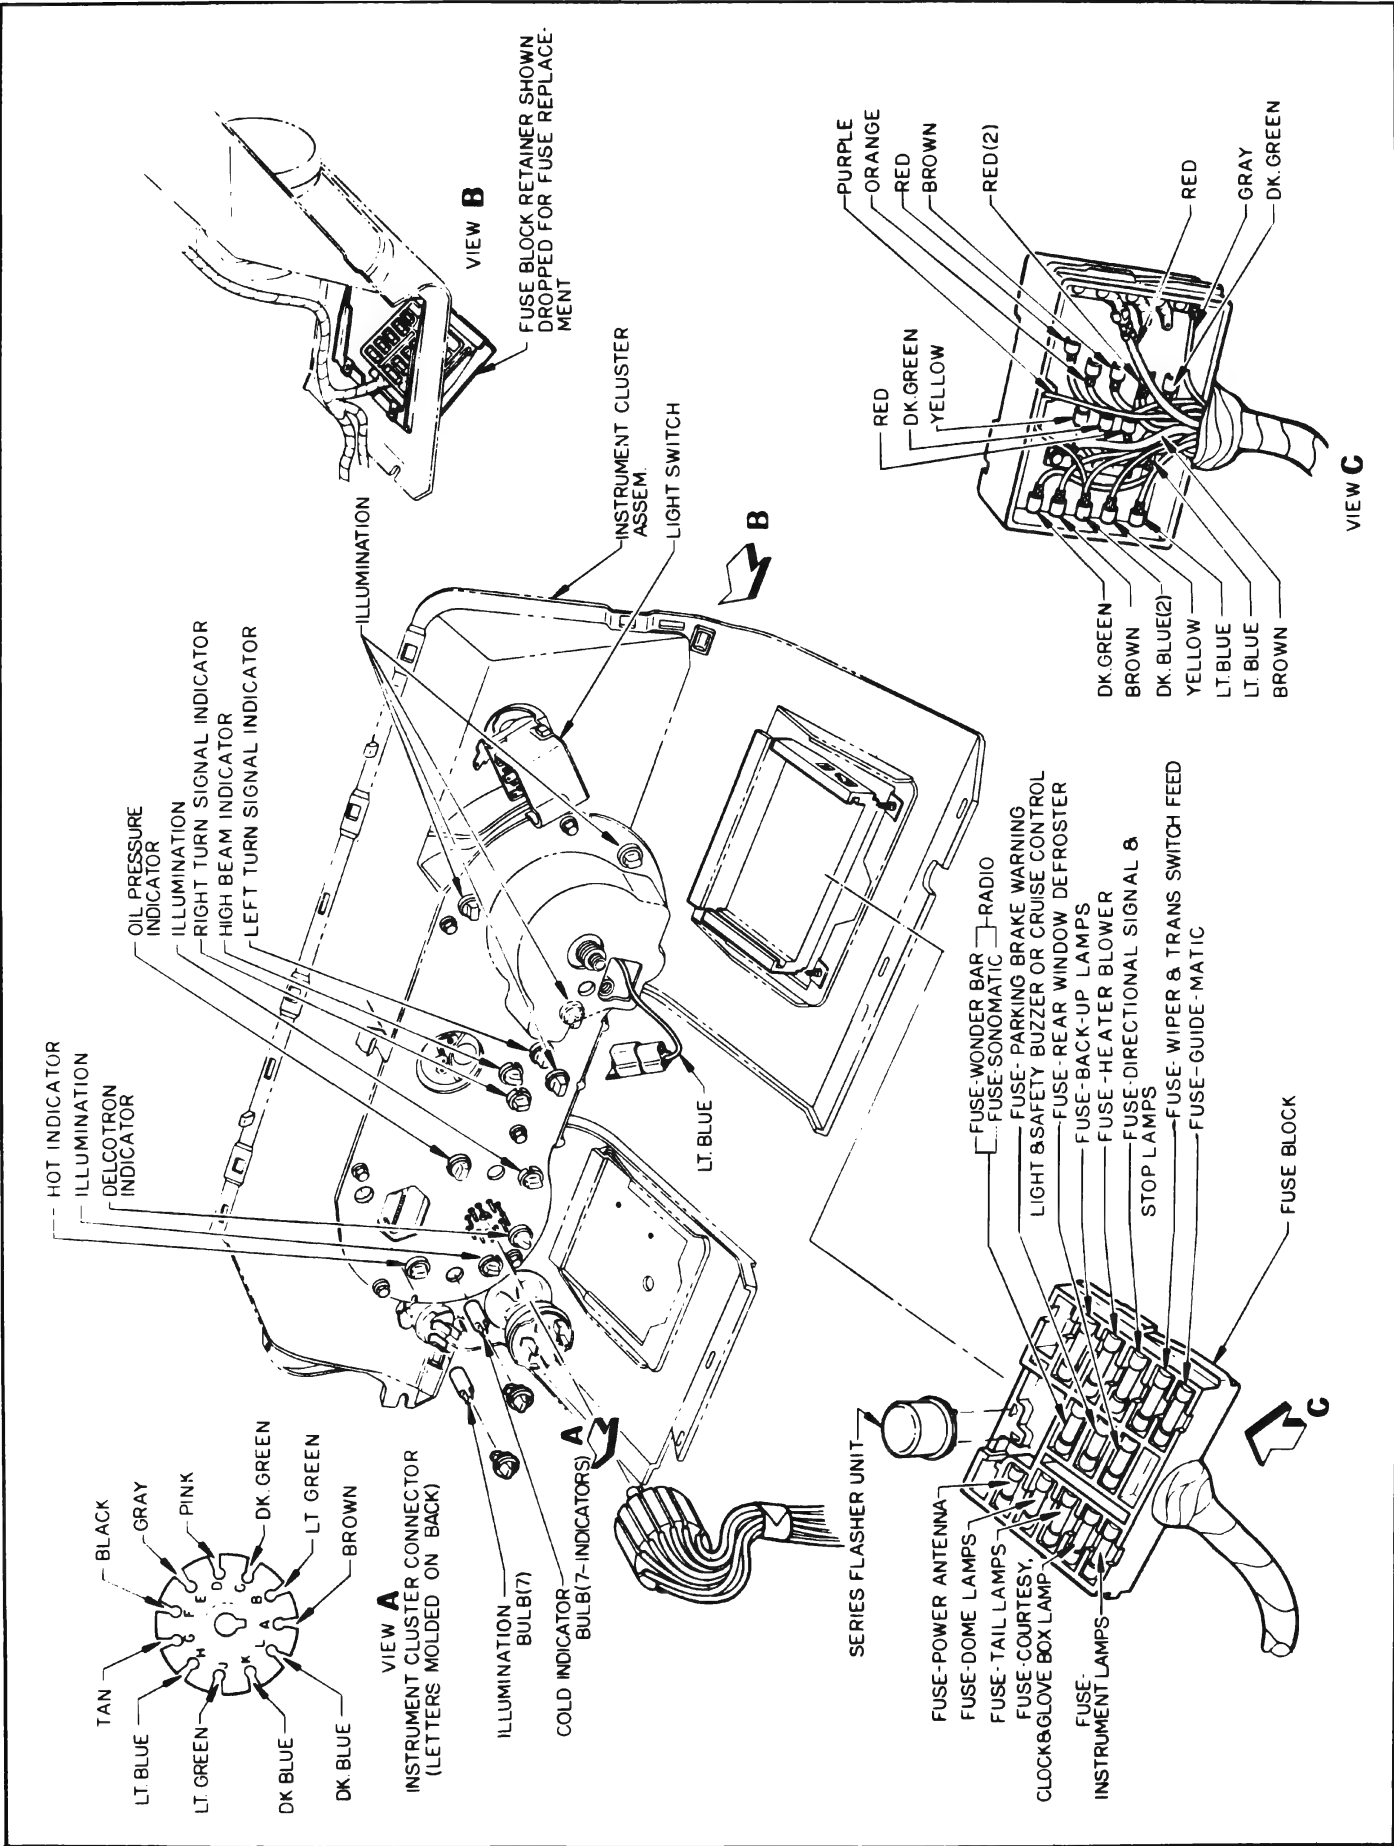 HOT INDICATOR
ILLUMINATION
DELCOTRON
INDICATOR
OIL PRESSURE
INDICATOR
ILLUMINATION
RIGHT TURN SIGNAL INDICATOR
HIGH BEAM INDICATOR
LEFT TURN SIGNAL INDICATOR
ILLUMINATION
VIEW B
FUSE BLOCK RETAINER SHOWN
DROPPED FOR FUSE REPLACE-
MENT
INSTRUMENT CLUSTER
ASSEM.
LIGHT SWITCH
B
TAN
BLACK
GRAY
PINK
DK. GREEN
LT GREEN
BROWN
LT. BLUE
LT. GREEN
DK BLUE
DK. BLUE
A
B
C
D
E
F
G
H
J
K
L
VIEW A
INSTRUMENT CLUSTER CONNECTOR
(LETTERS MOLDED ON BACK)
ILLUMINATION
BULB(7)
COLD INDICATOR
BULB(7-INDICATORS)
A
LT. BLUE
SERIES FLASHER UNIT
FUSE-POWER ANTENNA
FUSE-DOME LAMPS
FUSE-TAIL LAMPS
FUSE-COURTESY,
CLOCK&GLOVE BOX LAMP
FUSE-
INSTRUMENT LAMPS
FUSE-WONDER BAR
FUSE-SONOMATIC
RADIO
FUSE-PARKING BRAKE WARNING
LIGHT &SAFETY BUZZER OR CRUISE CONTROL
FUSE-REAR WINDOW DEFROSTER
FUSE-BACK-UP LAMPS
FUSE-HEATER BLOWER
FUSE-DIRECTIONAL SIGNAL &
STOP LAMPS
FUSE-WIPER & TRANS SWITCH FEED
FUSE-GUIDE-MATIC
FUSE BLOCK
C
PURPLE
ORANGE
RED
BROWN
RED(2)
RED
GRAY
DK.GREEN
RED
DK.GREEN
YELLOW
DK.GREEN
BROWN
DK.BLUE(2)
YELLOW
LT.BLUE
LT. BLUE
BROWN
VIEW C